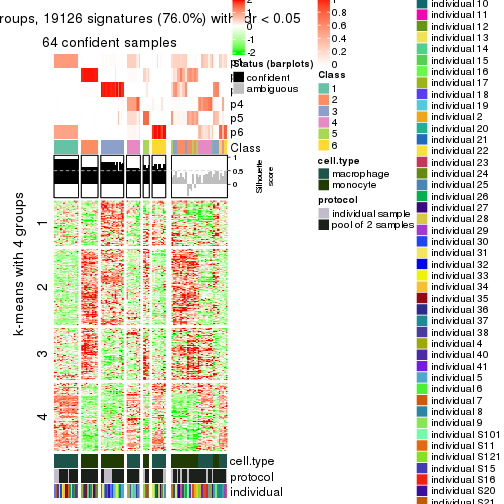 roups, 19126 signatures (76.0%) with fdr < 0.05
64 confident samples
p4
p5
p6
Class
1
0.5
0
Silhouette
score
k-means with 4 groups
1
2
3
4
cell.type
protocol
individual
2
0
-1
-2
Status (barplots)
confident
ambiguous
0.8
0.6
0.4
0.2
0
Class
1
2
3
4
5
6
cell.type
macrophage
monocyte
protocol
individual sample
pool of 2 samples
individual 10
individual 11
individual 12
individual 13
individual 14
individual 15
individual 16
individual 17
individual 18
individual 19
individual 2
individual 20
individual 21
individual 22
individual 23
individual 24
individual 25
individual 26
individual 27
individual 28
individual 29
individual 30
individual 31
individual 32
individual 33
individual 34
individual 35
individual 36
individual 37
individual 38
individual 4
individual 40
individual 41
individual 5
individual 6
individual 7
individual 8
individual 9
individual S101
individual S11
individual S121
individual S15
individual S16
individual S20
individual S21